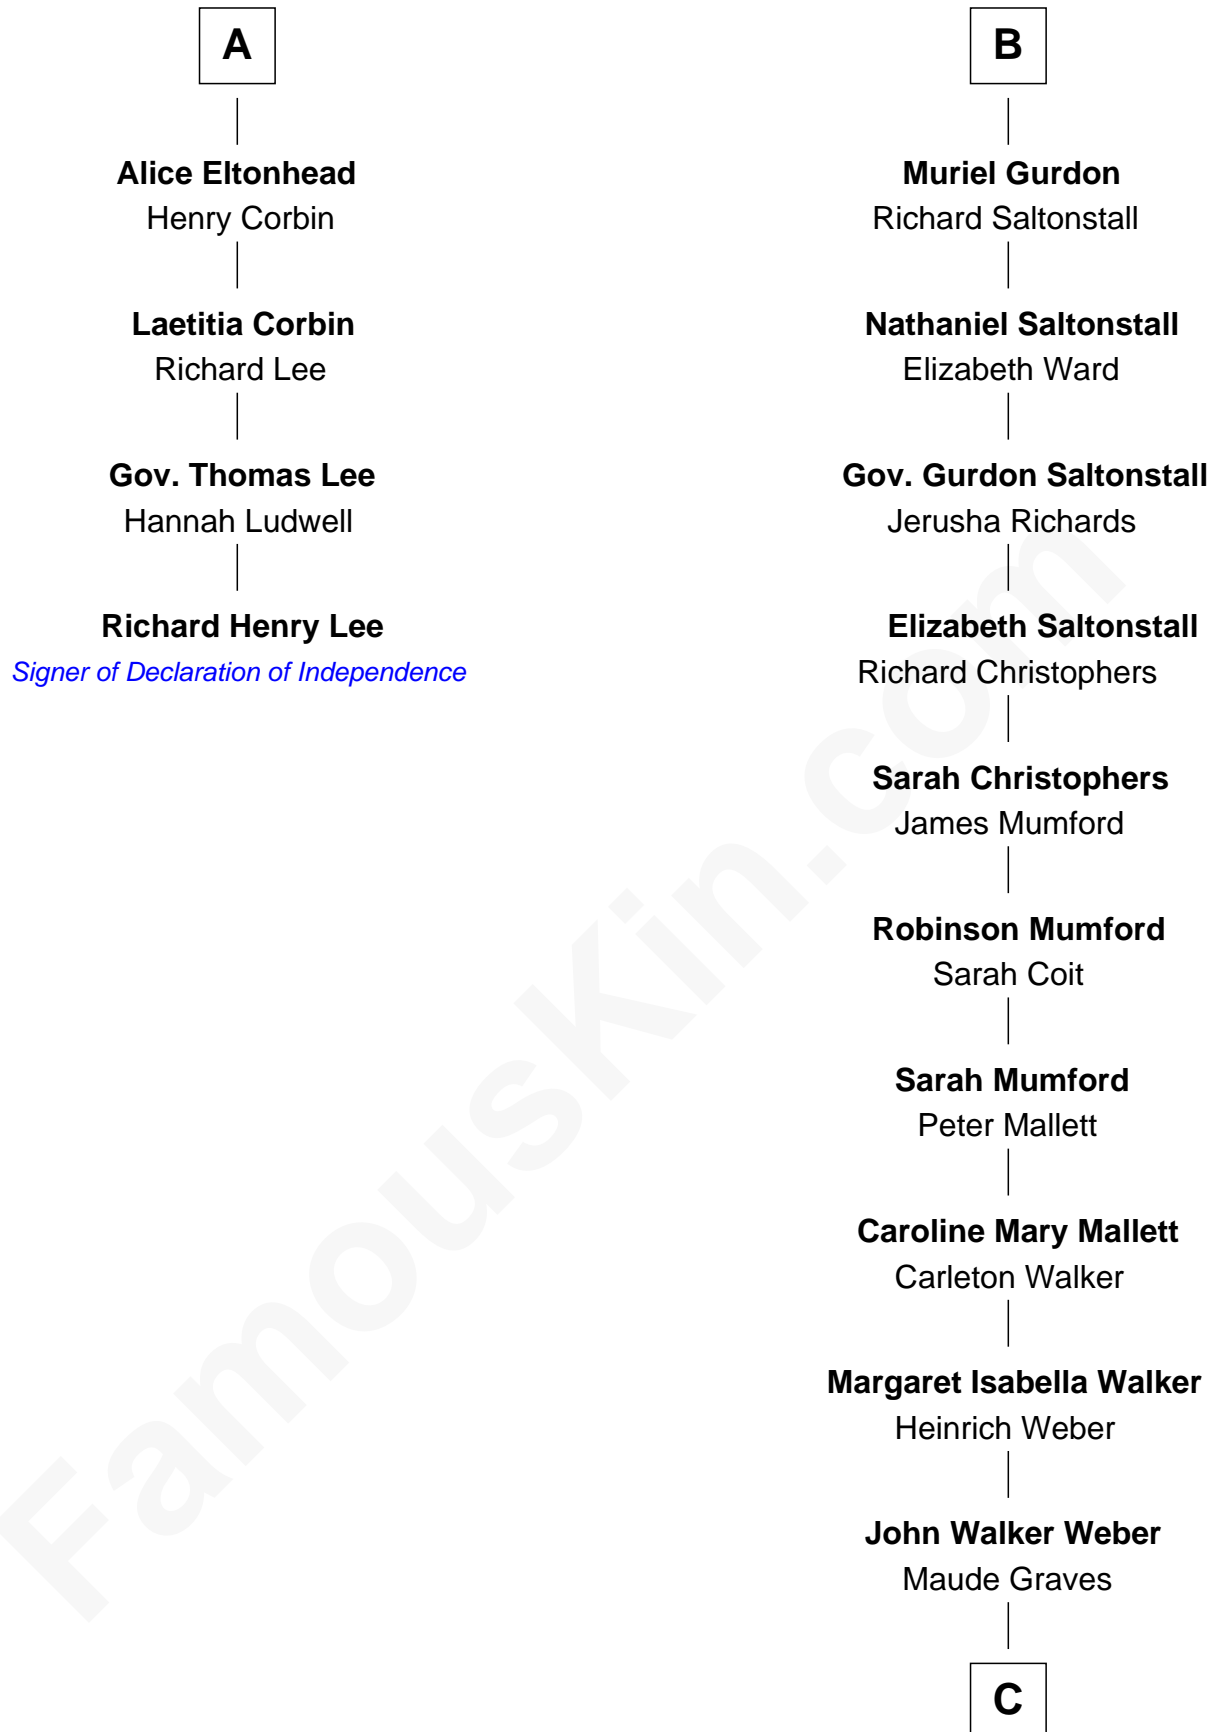 A
Alice Eltonhead
Henry Corbin
Laetitia Corbin
Richard Lee
Gov. Thomas Lee
Hannah Ludwell
Richard Henry Lee
Signer of Declaration of Independence
B
Muriel Gurdon
Richard Saltonstall
Nathaniel Saltonstall
Elizabeth Ward
Gov. Gurdon Saltonstall
Jerusha Richards
Elizabeth Saltonstall
Richard Christophers
Sarah Christophers
James Mumford
Robinson Mumford
Sarah Coit
Sarah Mumford
Peter Mallett
Caroline Mary Mallett
Carleton Walker
Margaret Isabella Walker
Heinrich Weber
John Walker Weber
Maude Graves
C
FamousKin.com